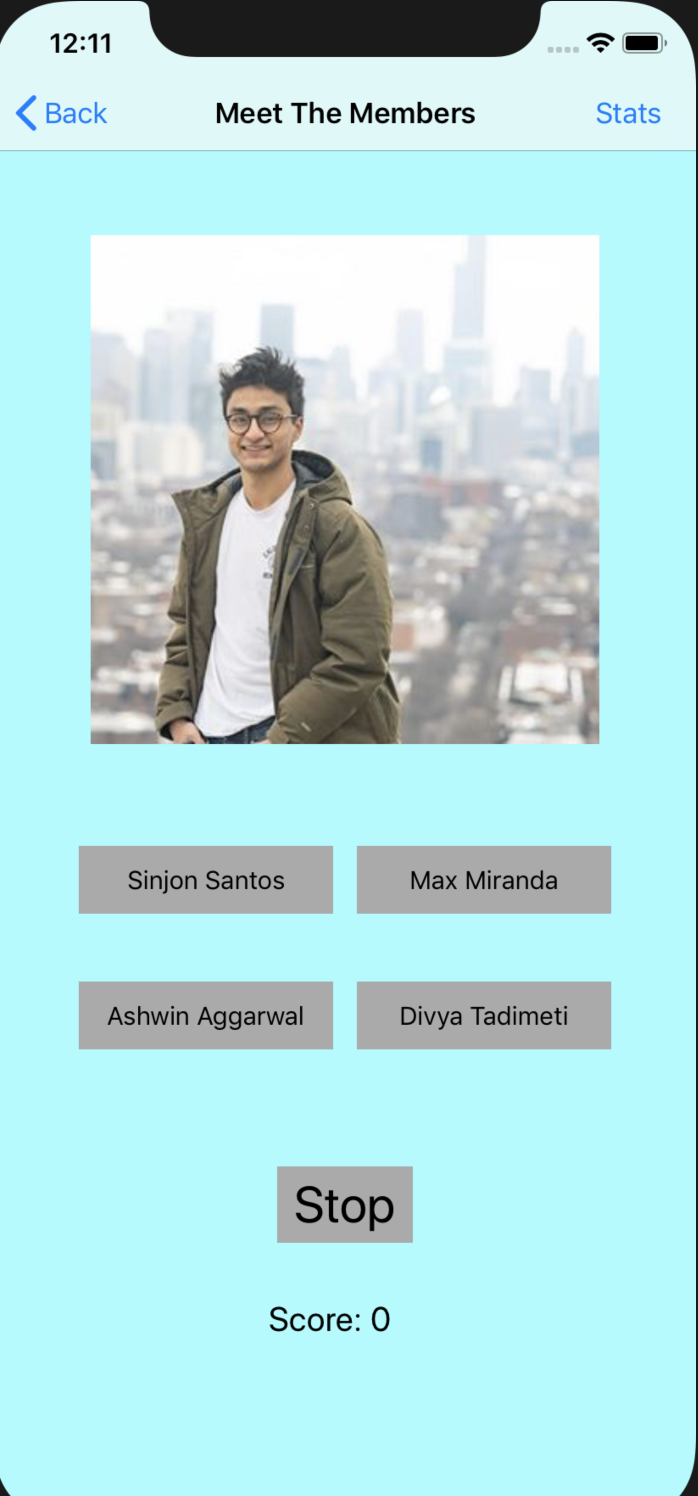 12:11
Back Meet The Members Stats
Sinjon Santos Max Miranda
Ashwin Aggarwal Divya Tadimeti
Stop
Score: 0